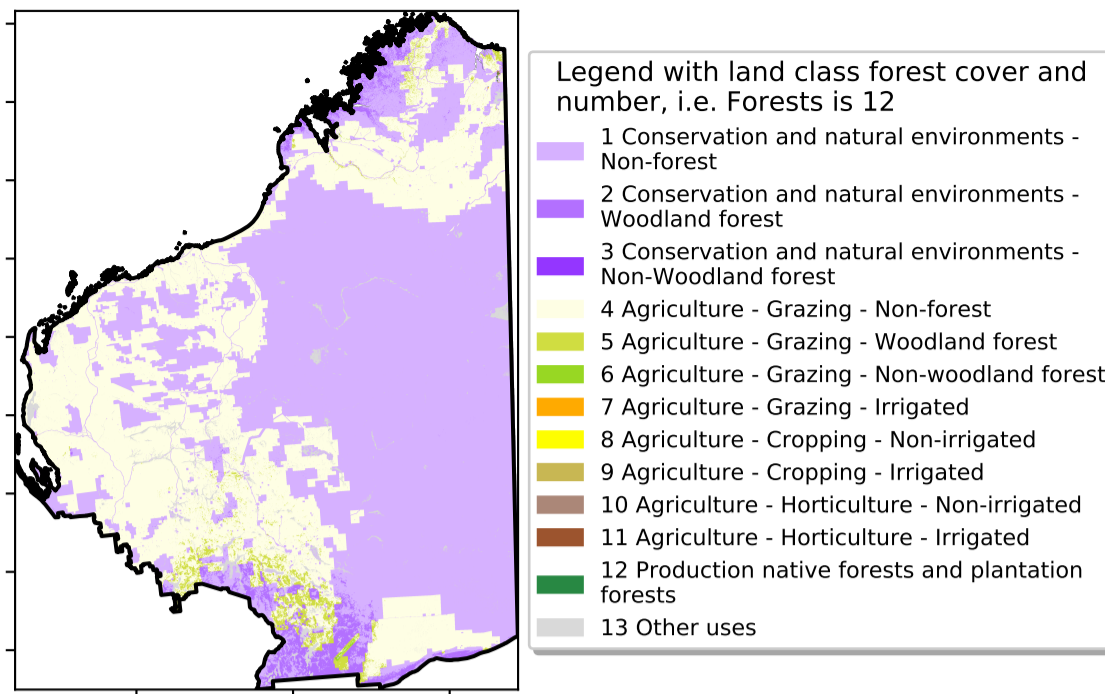 Legend with land class forest cover and
number, i.e. Forests is 12
1 Conservation and natural environments -
Non-forest
2 Conservation and natural environments -
Woodland forest
3 Conservation and natural environments -
Non-Woodland forest
4 Agriculture - Grazing - Non-forest
5 Agriculture - Grazing - Woodland forest
6 Agriculture - Grazing - Non-woodland forest
7 Agriculture - Grazing - Irrigated
8 Agriculture - Cropping - Non-irrigated
9 Agriculture - Cropping - Irrigated
10 Agriculture - Horticulture - Non-irrigated
11 Agriculture - Horticulture - Irrigated
12 Production native forests and plantation
forests
13 Other uses